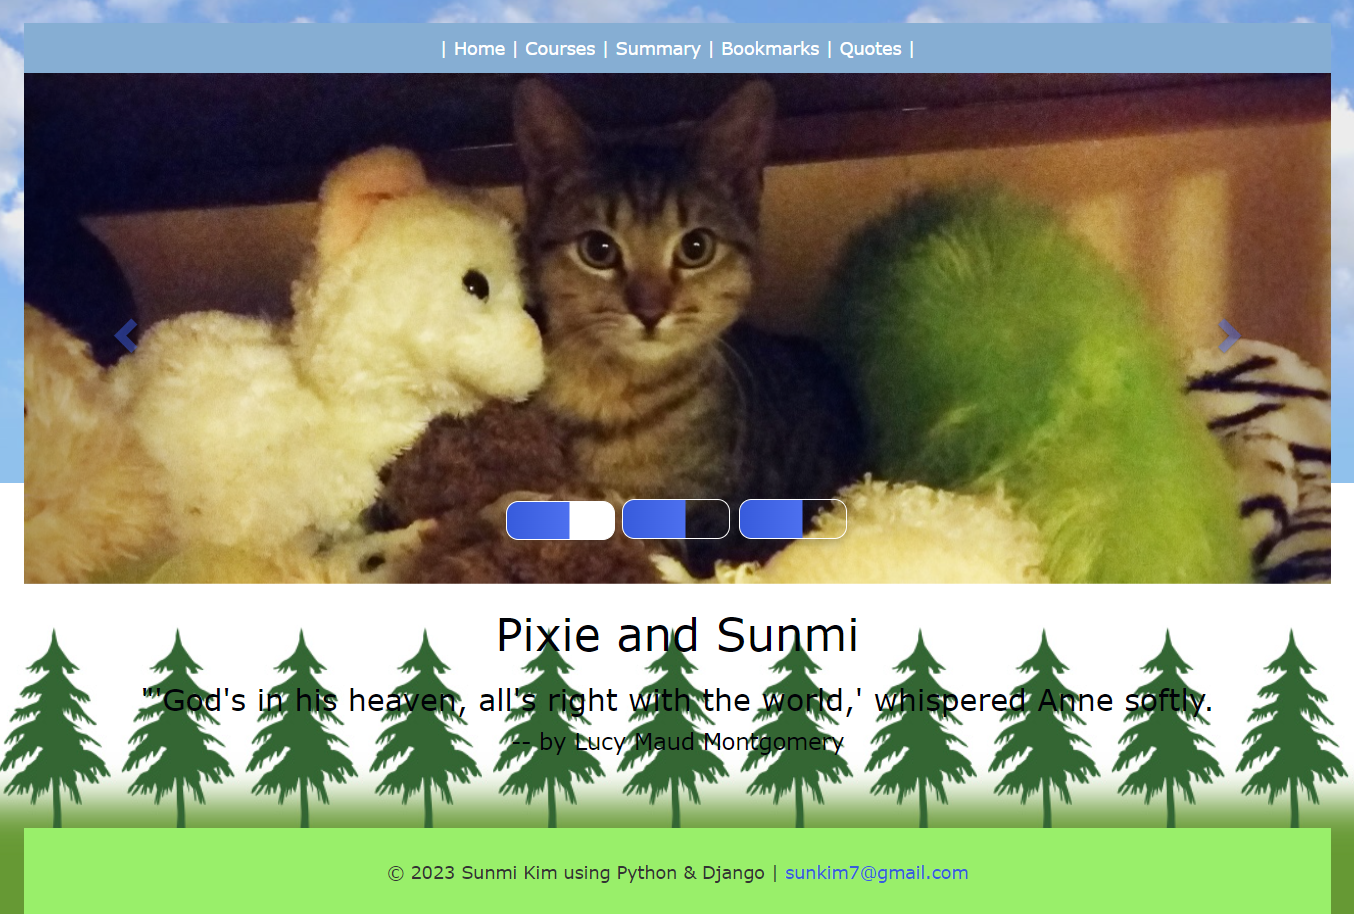 | Home | Courses | Summary | Bookmarks | Quotes |
Pixie and Sunmi
"'God's in his heaven, all's right with the world,' whispered Anne softly.
-- by Lucy Maud Montgomery
© 2023 Sunmi Kim using Python & Django | sunkim7@gmail.com